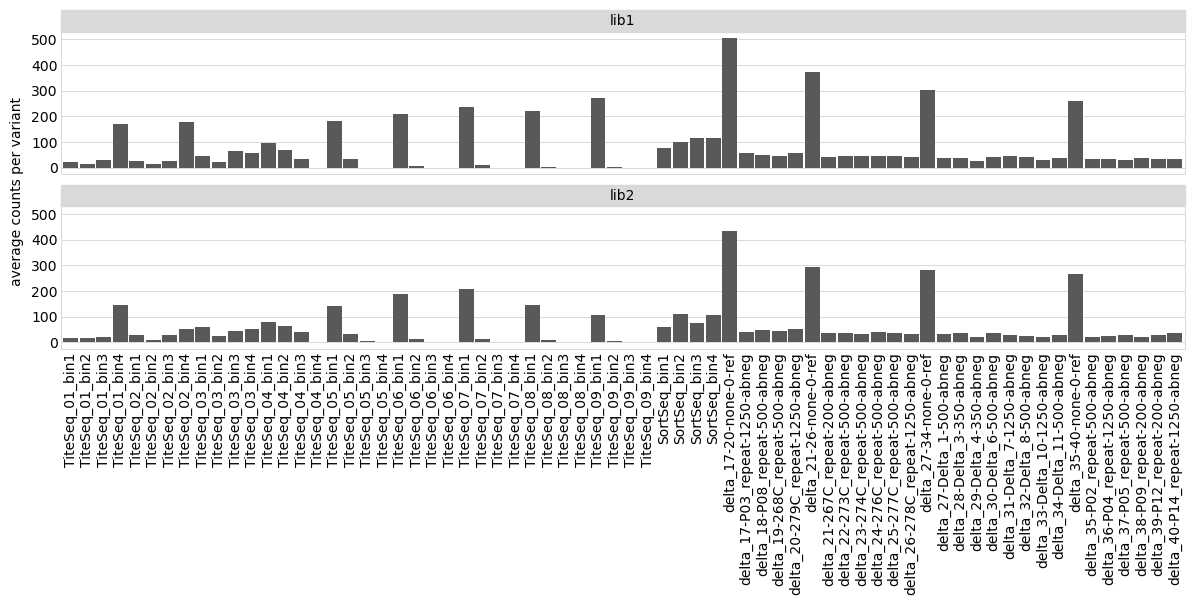 lib1
500
400
300
200
100
0
lib2
500
400
300
200
100
0
average counts per variant
TiteSeq_01_bin1
TiteSeq_01_bin2
TiteSeq_01_bin3
TiteSeq_01_bin4
TiteSeq_02_bin1
TiteSeq_02_bin2
TiteSeq_02_bin3
TiteSeq_02_bin4
TiteSeq_03_bin1
TiteSeq_03_bin2
TiteSeq_03_bin3
TiteSeq_03_bin4
TiteSeq_04_bin1
TiteSeq_04_bin2
TiteSeq_04_bin3
TiteSeq_04_bin4
TiteSeq_05_bin1
TiteSeq_05_bin2
TiteSeq_05_bin3
TiteSeq_05_bin4
TiteSeq_06_bin1
TiteSeq_06_bin2
TiteSeq_06_bin3
TiteSeq_06_bin4
TiteSeq_07_bin1
TiteSeq_07_bin2
TiteSeq_07_bin3
TiteSeq_07_bin4
TiteSeq_08_bin1
TiteSeq_08_bin2
TiteSeq_08_bin3
TiteSeq_08_bin4
TiteSeq_09_bin1
TiteSeq_09_bin2
TiteSeq_09_bin3
TiteSeq_09_bin4
SortSeq_bin1
SortSeq_bin2
SortSeq_bin3
SortSeq_bin4
delta_17-20-none-0-ref
delta_17-P03_repeat-1250-abneg
delta_18-P08_repeat-500-abneg
delta_19-268C_repeat-500-abneg
delta_20-279C_repeat-1250-abneg
delta_21-26-none-0-ref
delta_21-267C_repeat-200-abneg
delta_22-273C_repeat-500-abneg
delta_23-274C_repeat-500-abneg
delta_24-276C_repeat-500-abneg
delta_25-277C_repeat-500-abneg
delta_26-278C_repeat-1250-abneg
delta_27-34-none-0-ref
delta_27-Delta_1-500-abneg
delta_28-Delta_3-350-abneg
delta_29-Delta_4-350-abneg
delta_30-Delta_6-500-abneg
delta_31-Delta_7-1250-abneg
delta_32-Delta_8-500-abneg
delta_33-Delta_10-1250-abneg
delta_34-Delta_11-500-abneg
delta_35-40-none-0-ref
delta_35-P02_repeat-500-abneg
delta_36-P04_repeat-1250-abneg
delta_37-P05_repeat-500-abneg
delta_38-P09_repeat-200-abneg
delta_39-P12_repeat-200-abneg
delta_40-P14_repeat-1250-abneg